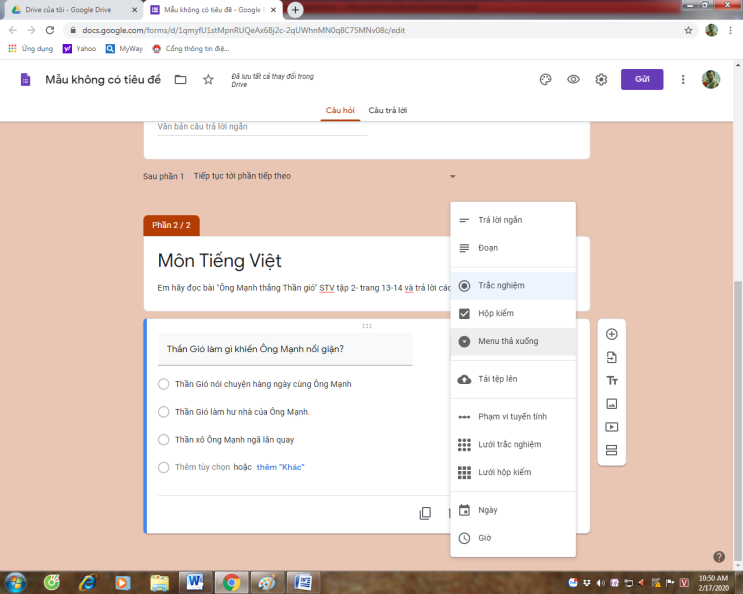 Drive của tôi - Google Drive
Mẫu không có tiêu đề - Google
docs.google.com/forms/d/1qmyfU1stMpnRUQeAx6Bj2c-2qUWhnMN0q8C75MNv08c/edit
Ứng dụng
Yahoo
MyWay
Cổng thông tin điệ...
Mẫu không có tiêu đề
Đã lưu tất cả thay đổi trong
Drive
Gửi
Câu hỏi
Câu trả lời
Văn bản câu trả lời ngắn
Sau phần 1 Tiếp tục tới phần tiếp theo
Phần 2 / 2
Môn Tiếng Việt
Em hãy đọc bài "Ông Mạnh thắng Thần gió" STV tập 2- trang 13-14 và trả lời các
Thần Gió làm gì khiến Ông Mạnh nổi giận?
Thần Gió nói chuyện hàng ngày cùng Ông Mạnh
Thần Gió làm hư nhà của Ông Mạnh.
Thần xô Ông Mạnh ngã lăn quay
Thêm tùy chọn hoặc thêm "Khác"
Trả lời ngắn
Đoạn
Trắc nghiệm
Hộp kiểm
Menu thả xuống
Tải tệp lên
Phạm vi tuyến tính
Lưới trắc nghiệm
Lưới hộp kiểm
Ngày
Giờ
10:50 AM
2/17/2020